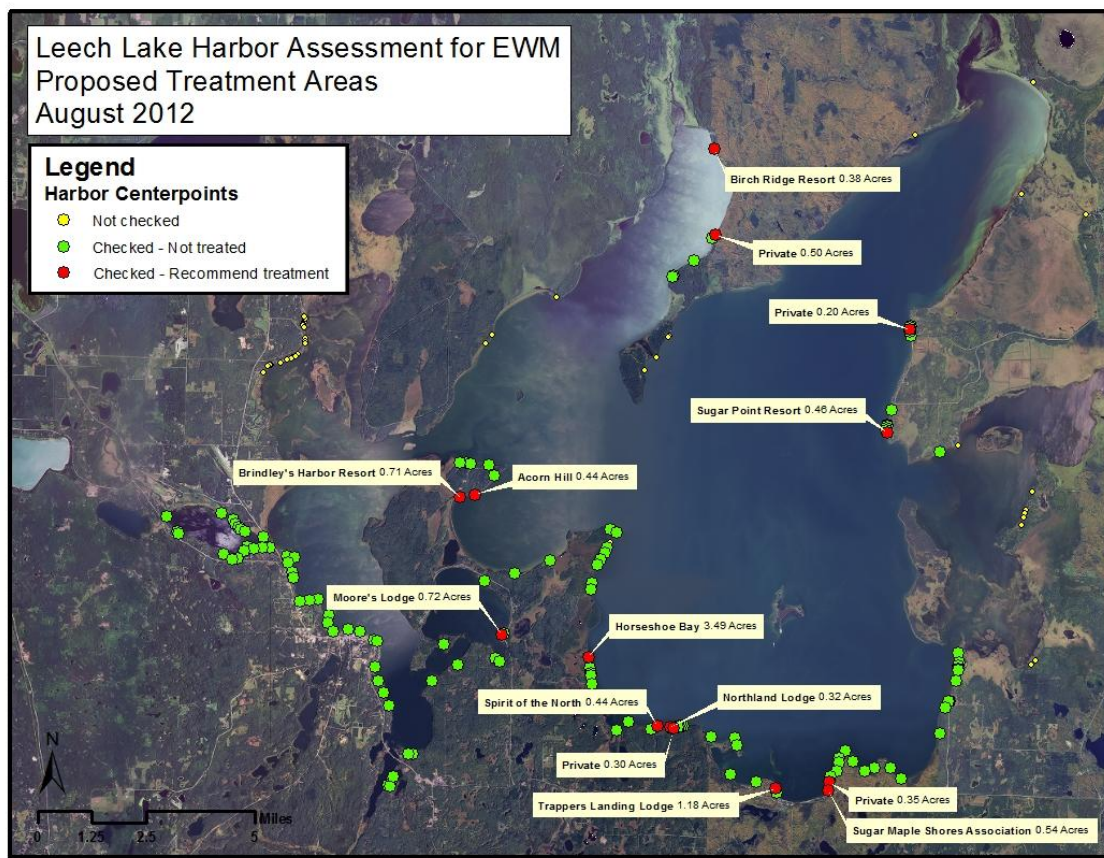 Leech Lake Harbor Assessment for EWM
Proposed Treatment Areas
August 2012
Legend
Harbor Centerpoints
Not checked
Checked - Not treated
Checked - Recommend treatment
Birch Ridge Resort 0.38 Acres
Private 0.50 Acres
Private 0.20 Acres
Sugar Point Resort 0.46 Acres
Brindley's Harbor Resort 0.71 Acres
Acorn Hill 0.44 Acres
Moore's Lodge 0.72 Acres
Horseshoe Bay 3.49 Acres
Spirit of the North 0.44 Acres
Northland Lodge 0.32 Acres
Private 0.30 Acres
Trappers Landing Lodge 1.18 Acres
Private 0.35 Acres
Sugar Maple Shores Association 0.54 Acres
N
0 1.25 2.5 5 Miles